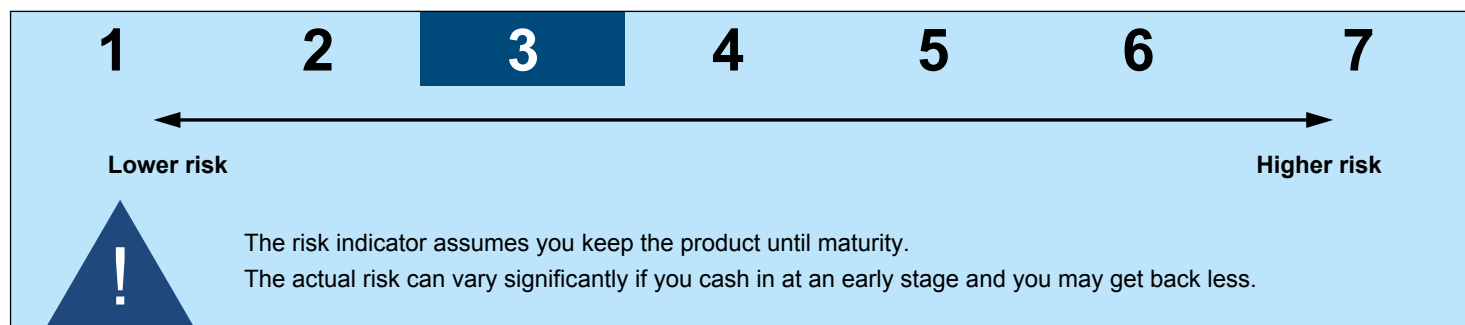 1 2 3 4 5 6 7
Lower risk Higher risk
!
The risk indicator assumes you keep the product until maturity.
The actual risk can vary significantly if you cash in at an early stage and you may get back less.